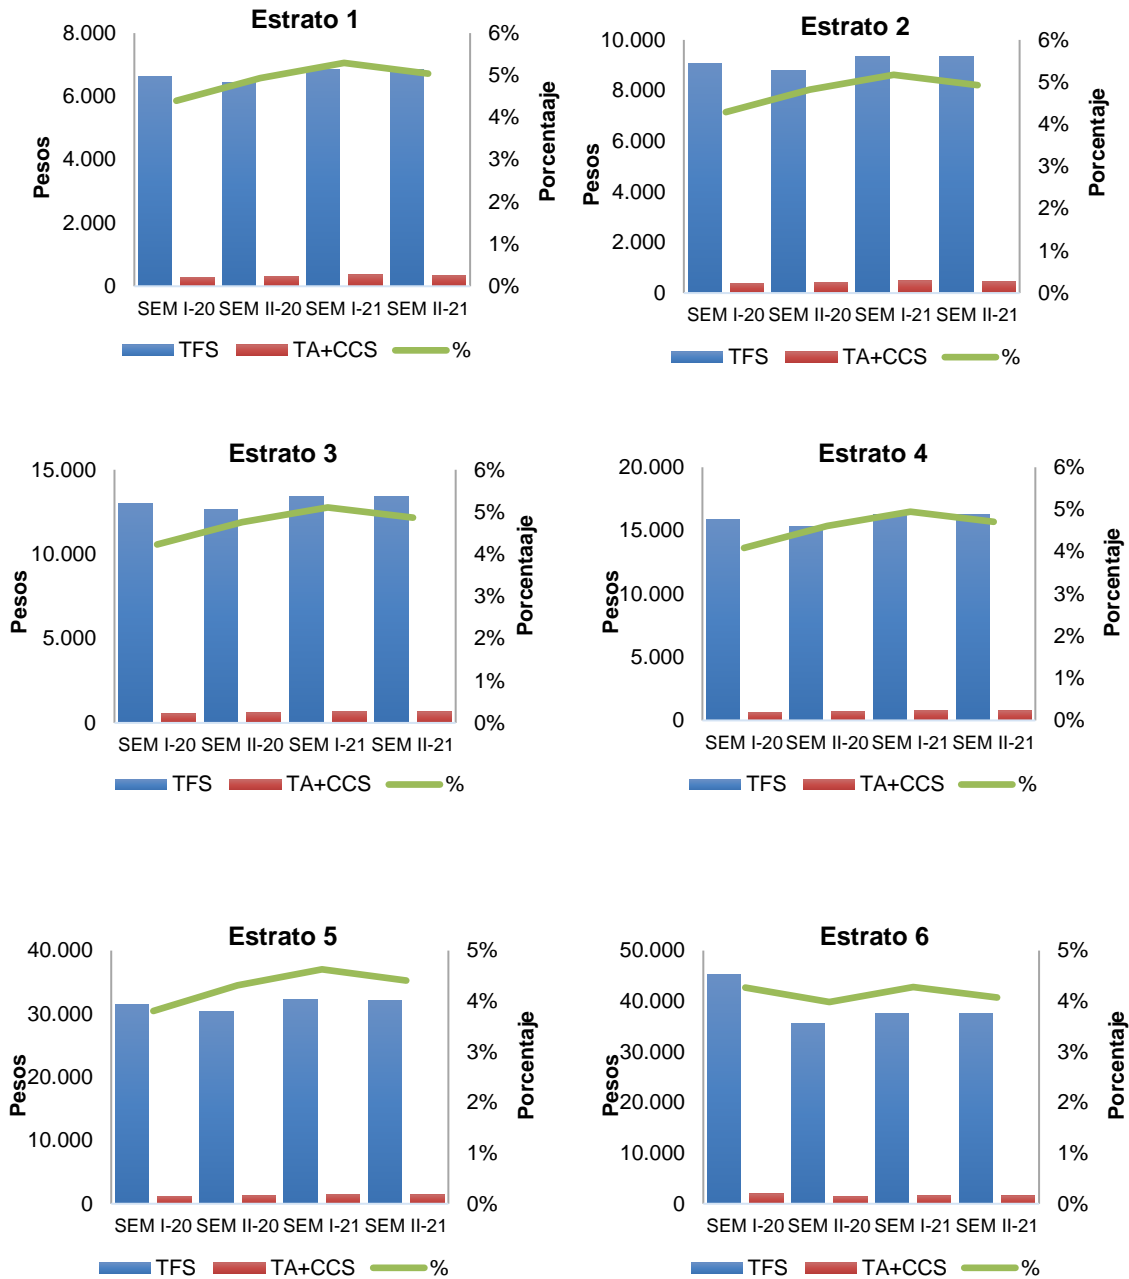 Estrato 1
8.000
6.000
4.000
2.000
0
Pesos
6%
5%
4%
3%
2%
1%
0%
Porcentaaje
SEM I-20 SEM II-20 SEM I-21 SEM II-21
TFS TA+CCS %
Estrato 2
10.000
8.000
6.000
4.000
2.000
0
Pesos
6%
5%
4%
3%
2%
1%
0%
Porcentaje
SEM I-20 SEM II-20 SEM I-21 SEM II-21
TFS TA+CCS %
Estrato 3
15.000
10.000
5.000
0
Pesos
6%
5%
4%
3%
2%
1%
0%
Porcentaaje
SEM I-20 SEM II-20 SEM I-21 SEM II-21
TFS TA+CCS %
Estrato 4
20.000
15.000
10.000
5.000
0
Pesos
6%
5%
4%
3%
2%
1%
0%
Porcentaje
SEM I-20 SEM II-20 SEM I-21 SEM II-21
TFS TA+CCS %
Estrato 5
40.000
30.000
20.000
10.000
0
Pesos
5%
4%
3%
2%
1%
0%
Porcentaje
SEM I-20 SEM II-20 SEM I-21 SEM II-21
TFS TA+CCS %
Estrato 6
50.000
40.000
30.000
20.000
10.000
0
Pesos
5%
4%
3%
2%
1%
0%
Porcentaje
SEM I-20 SEM II-20 SEM I-21 SEM II-21
TFS TA+CCS %